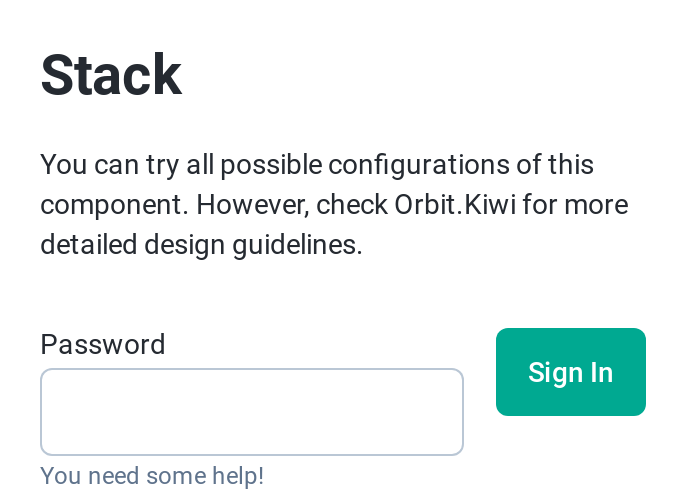 Stack
You can try all possible configurations of this
component. However, check Orbit.Kiwi for more
detailed design guidelines.
Password
Sign In
You need some help!